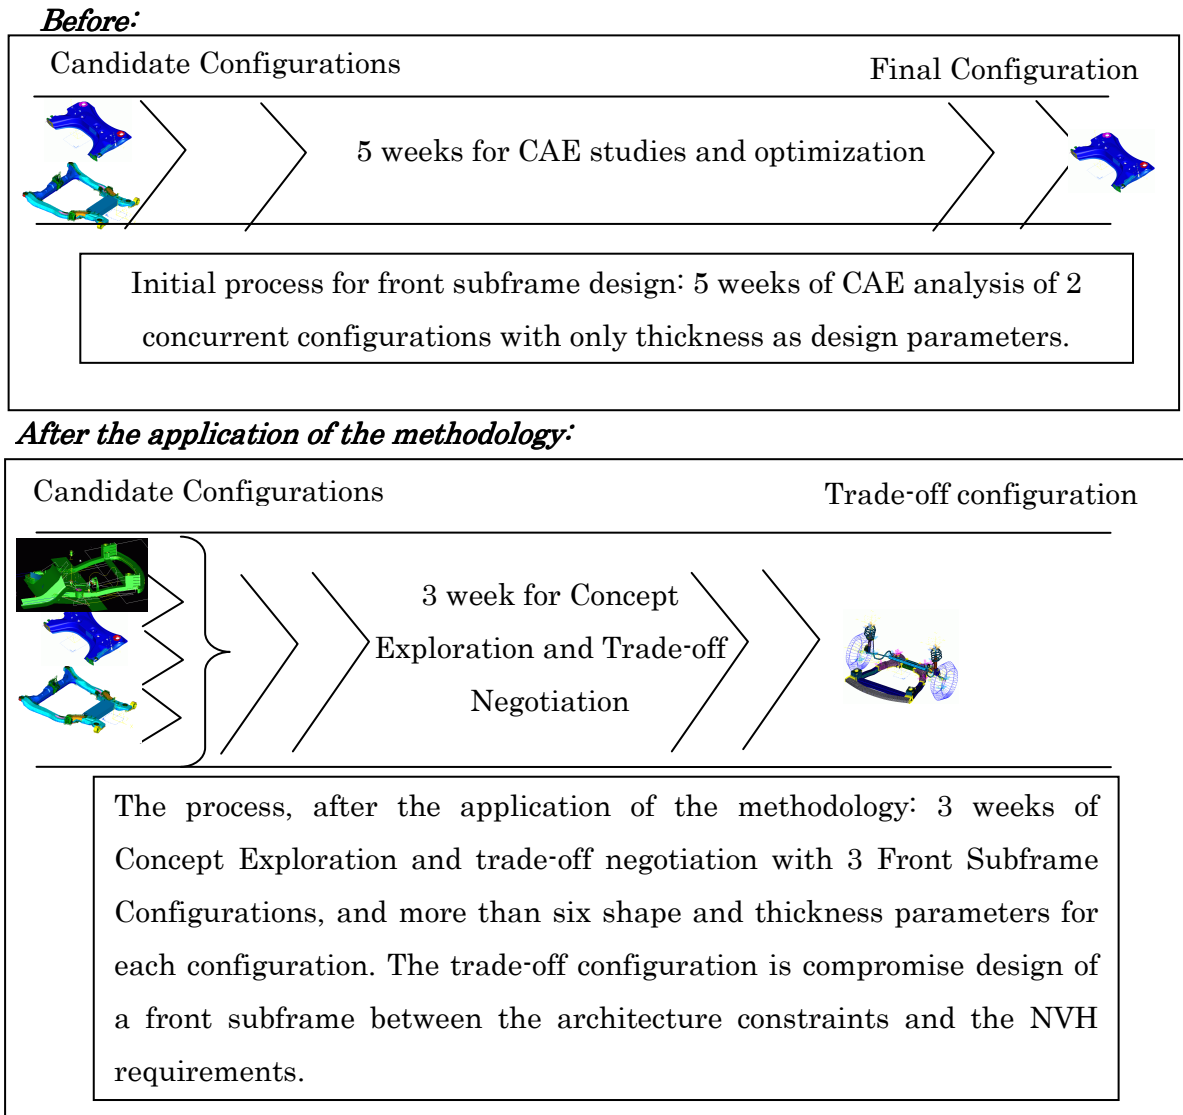 Before:
Candidate Configurations
Final Configuration
5 weeks for CAE studies and optimization
Initial process for front subframe design: 5 weeks of CAE analysis of 2
concurrent configurations with only thickness as design parameters.
After the application of the methodology:
Candidate Configurations
Trade-off configuration
3 week for Concept
Exploration and Trade-off
Negotiation
The process, after the application of the methodology: 3 weeks of
Concept Exploration and trade-off negotiation with 3 Front Subframe
Configurations, and more than six shape and thickness parameters for
each configuration. The trade-off configuration is compromise design of
a front subframe between the architecture constraints and the NVH
requirements.